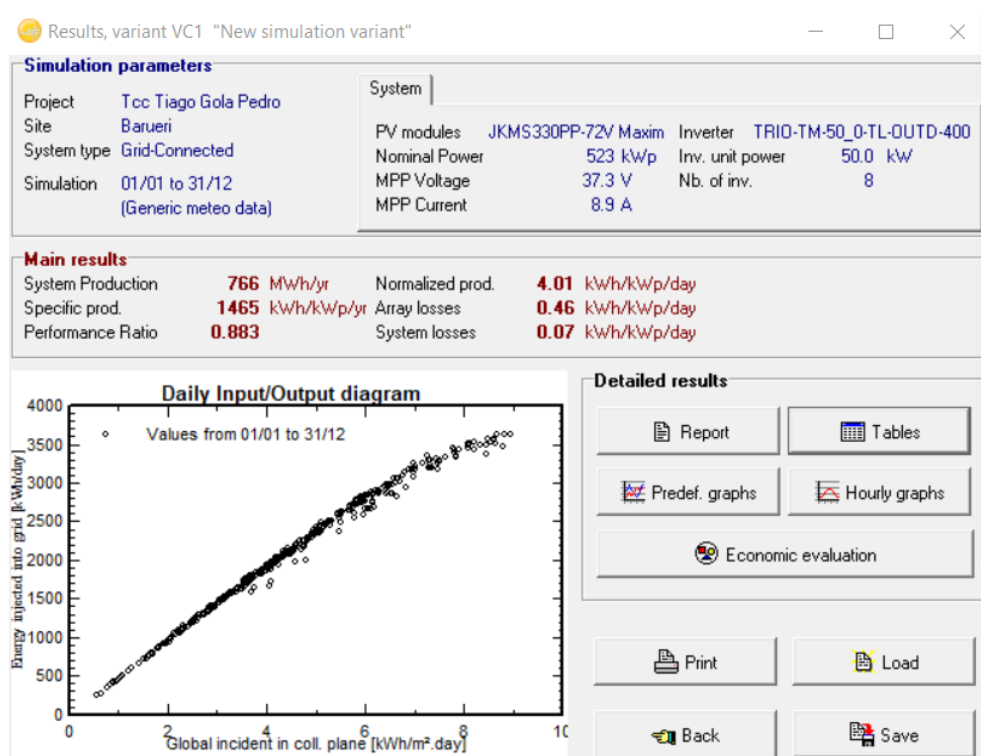 Results, variant VC1 "New simulation variant"
Simulation parameters
Project Tcc Tiago Gola Pedro
Site Barueri
System type Grid-Connected
Simulation 01/01 to 31/12
(Generic meteo data)
System
PV modules JKMS330PP-72V Maxim Inverter TRIO-TM-50_0-TL-OUTD-400
Nominal Power 523 kWp Inv. unit power 50.0 kW
MPP Voltage 37.3 V Nb. of inv. 8
MPP Current 8.9 A
Main results
System Production 766 MWh/yr Normalized prod. 4.01 kWh/kWp/day
Specific prod. 1465 kWh/kWp/yr Array losses 0.46 kWh/kWp/day
Performance Ratio 0.883 System losses 0.07 kWh/kWp/day
Daily Input/Output diagram
Values from 01/01 to 31/12
Energy injected into grid [kWh/day]
4000
3500
3000
2500
2000
1500
1000
500
0
0 2 4 6 8 10
Global incident in coll. plane [kWh/m².day]
Detailed results
Report Tables
Predef. graphs Hourly graphs
Economic evaluation
Print Load
Back Save